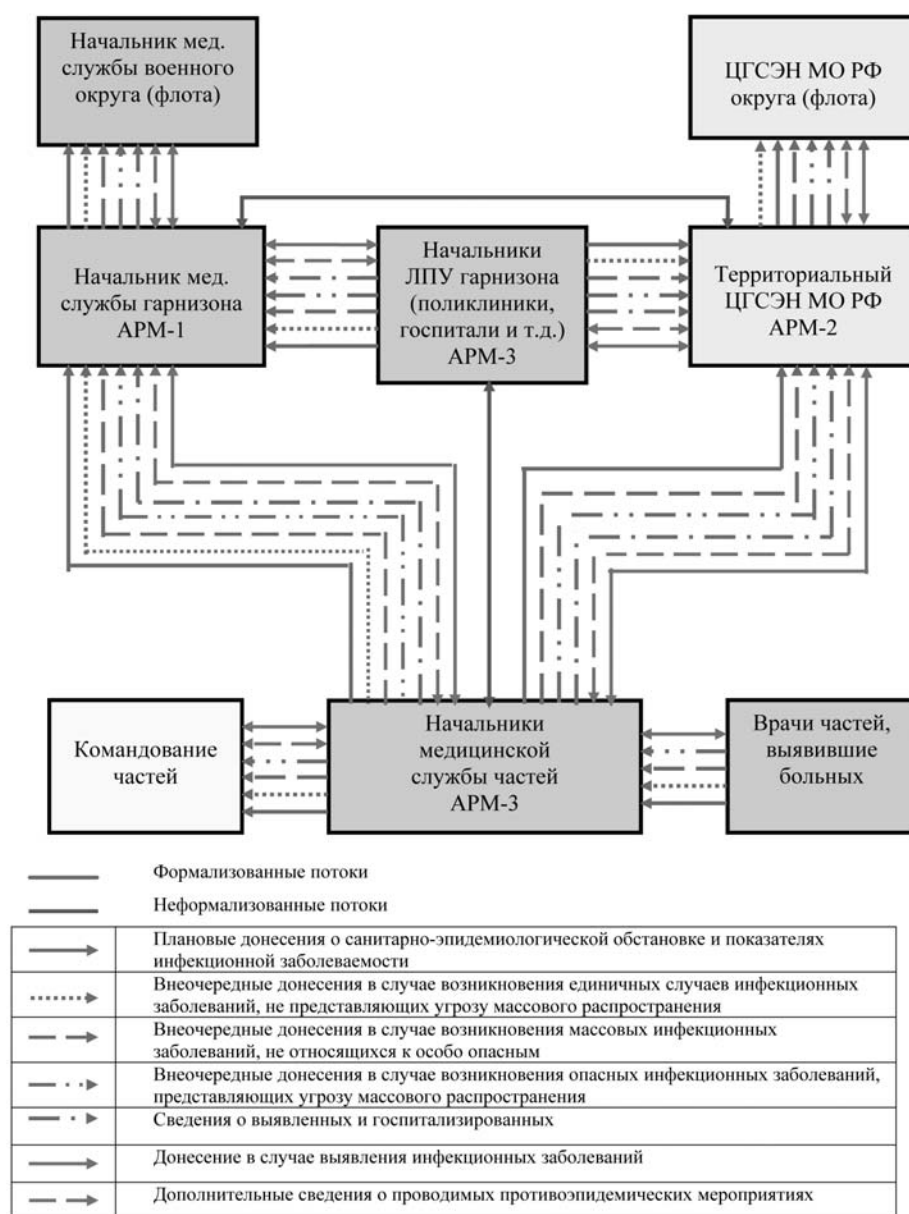 Начальник мед.
службы военного
округа (флота)
ЦГСЭН МО РФ
округа (флота)
Начальник мед.
службы гарнизона
АРМ-1
Начальники
ЛПУ гарнизона
(поликлиники,
госпитали и т.д.)
АРМ-3
Территориальный
ЦГСЭН МО РФ
АРМ-2
Командование
частей
Начальники
медицинской
службы частей
АРМ-3
Врачи частей,
выявившие
больных
Формализованные потоки
Неформализованные потоки
Плановые донесения о санитарно-эпидемиологической обстановке и показателях
инфекционной заболеваемости
Внеочередные донесения в случае возникновения единичных случаев инфекционных
заболеваний, не представляющих угрозу массового распространения
Внеочередные донесения в случае возникновения массовых инфекционных
заболеваний, не относящихся к особо опасным
Внеочередные донесения в случае возникновения опасных инфекционных заболеваний,
представляющих угрозу массового распространения
Сведения о выявленных и госпитализированных
Донесение в случае выявления инфекционных заболеваний
Дополнительные сведения о проводимых противоэпидемических мероприятиях